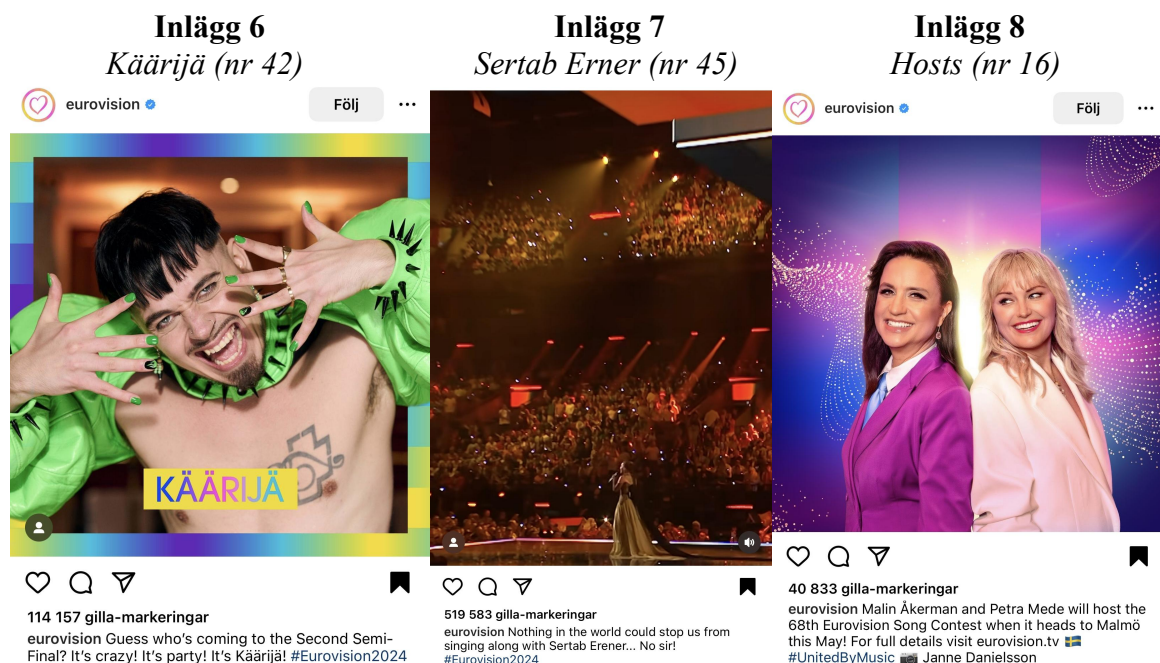 Inlägg 6
Käärijä (nr 42)
eurovision
Följ
KÄÄRIJÄ
114 157 gilla-markeringar
eurovision Guess who's coming to the Second Semi-
Final? It's crazy! It's party! It's Käärijä! #Eurovision2024
Inlägg 7
Sertab Erner (nr 45)
519 583 gilla-markeringar
eurovision Nothing in the world could stop us from
singing along with Sertab Erener... No sir!
#Eurovision2024
Inlägg 8
Hosts (nr 16)
eurovision
Följ
40 833 gilla-markeringar
eurovision Malin Åkerman and Petra Mede will host the
68th Eurovision Song Contest when it heads to Malmö
this May! For full details visit eurovision.tv 🇸🇪
#UnitedByMusic 📷 Janne Danielsson